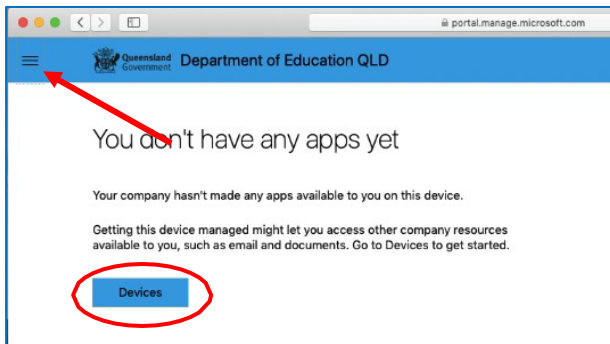 portal.manage.microsoft.com
Queensland
Government
Department of Education QLD
You don't have any apps yet
Your company hasn't made any apps available to you on this device.
Getting this device managed might let you access other company resources
available to you, such as email and documents. Go to Devices to get started.
Devices